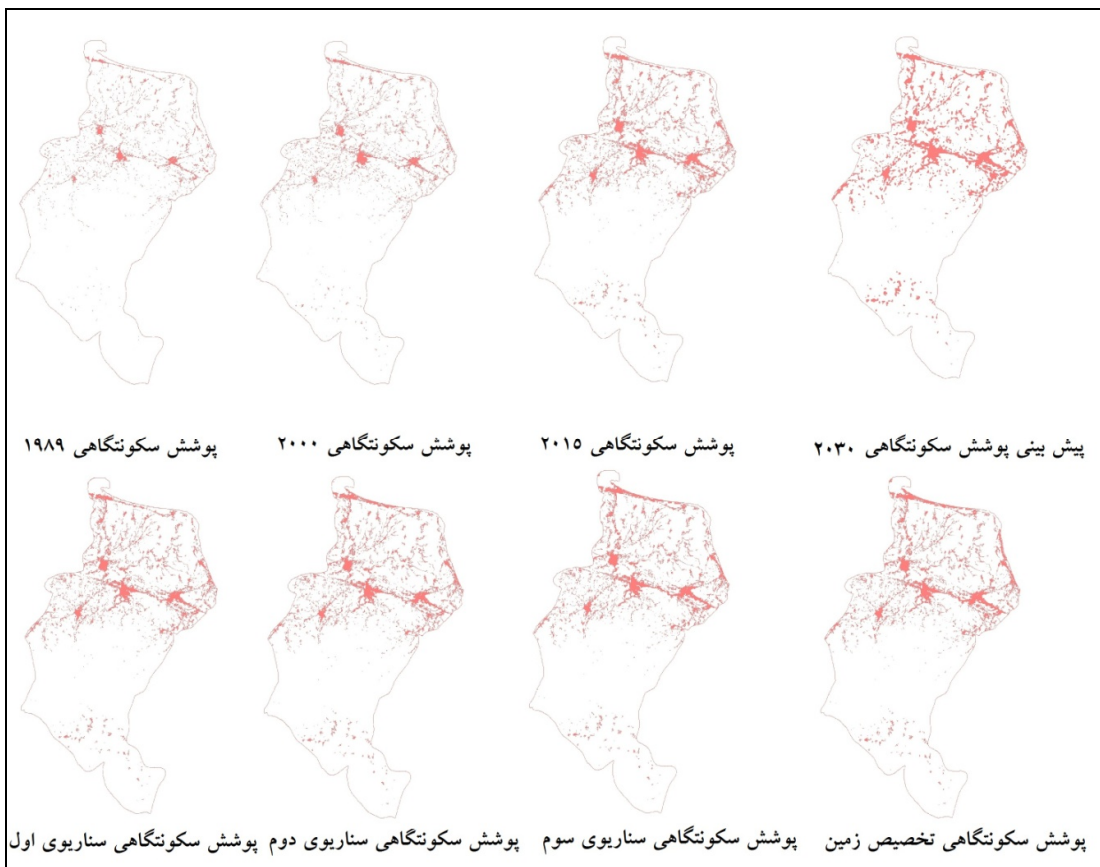 پوشش سکونتگاهی ۱۹۸۹
پوشش سکونتگاهی ۲۰۰۰
پوشش سکونتگاهی ۲۰۱۵
پیش بینی پوشش سکونتگاهی ۲۰۳۰
پوشش سکونتگاهی سناریوی اول
پوشش سکونتگاهی سناریوی دوم
پوشش سکونتگاهی سناریوی سوم
پوشش سکونتگاهی تخصیص زمین